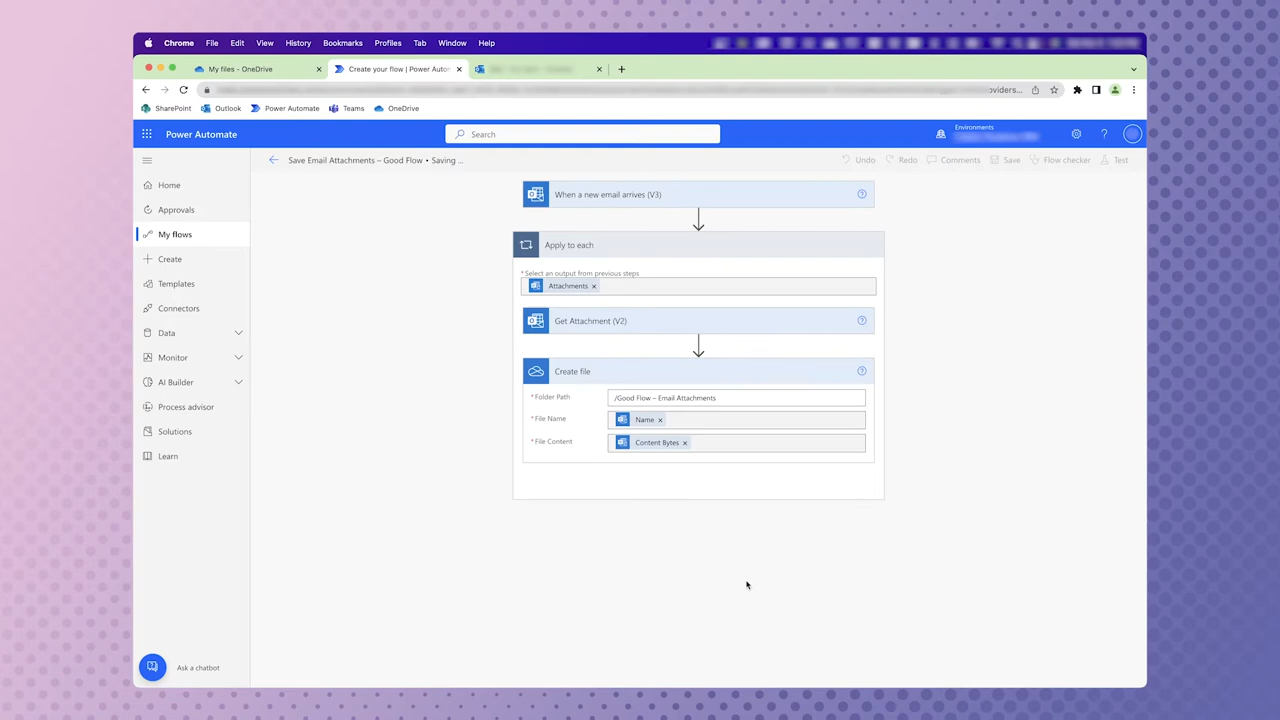 Chrome File Edit View History Bookmarks Profiles Tab Window Help
My files - OneDrive × Create your flow | Power Auto × × +
oviders...
SharePoint Outlook Power Automate Teams OneDrive
Power Automate Search Environments
Save Email Attachments – Good Flow • Saving ... Undo Redo Comments Save Flow checker Test
Home
Approvals
My flows
Create
Templates
Connectors
Data
Monitor
AI Builder
Process advisor
Solutions
Learn
Ask a chatbot
When a new email arrives (V3)
Apply to each
* Select an output from previous steps
Attachments ×
Get Attachment (V2)
Create file
* Folder Path /Good Flow – Email Attachments
* File Name Name ×
* File Content Content Bytes ×